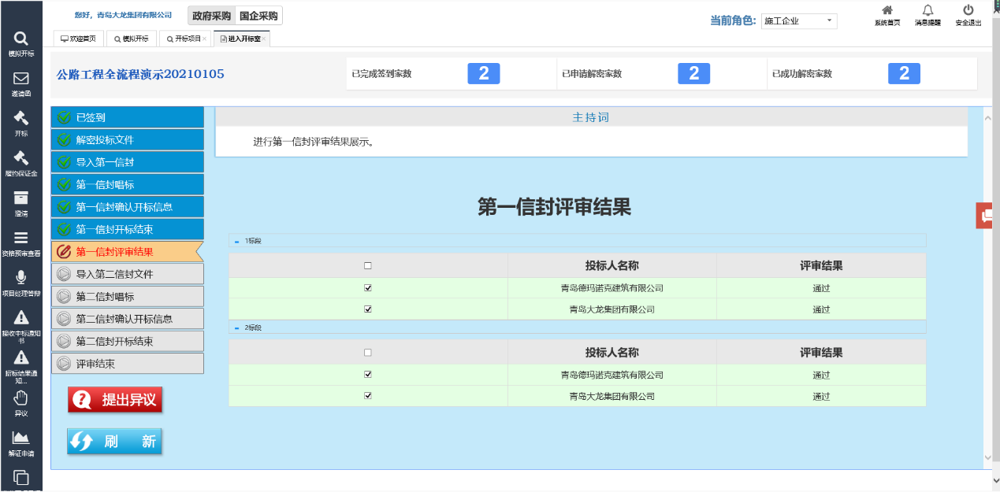 您好，青岛大龙集团有限公司
政府采购 国企采购
当前角色: 施工企业
系统首页 消息提醒 安全退出
欢迎首页 模拟开标 开标项目× 进入开标室×
模拟开标
邀请函
开标
履约保证金
澄清
资格预审查看
项目经理答辩
接收中标通知
书
招标结果通
知...
异议
解证申请
公路工程全流程演示20210105
已完成签到家数 2 已申请解密家数 2 已成功解密家数 2
已签到
解密投标文件
导入第一信封
第一信封唱标
第一信封确认开标信息
第一信封开标结束
第一信封评审结果
导入第二信封文件
第二信封唱标
第二信封确认开标信息
第二信封开标结束
评审结束
提出异议
刷 新
主持词
进行第一信封评审结果展示。
第一信封评审结果
1标段
投标人名称 评审结果
青岛德玛诺克建筑有限公司 通过
青岛大龙集团有限公司 通过
2标段
投标人名称 评审结果
青岛德玛诺克建筑有限公司 通过
青岛大龙集团有限公司 通过